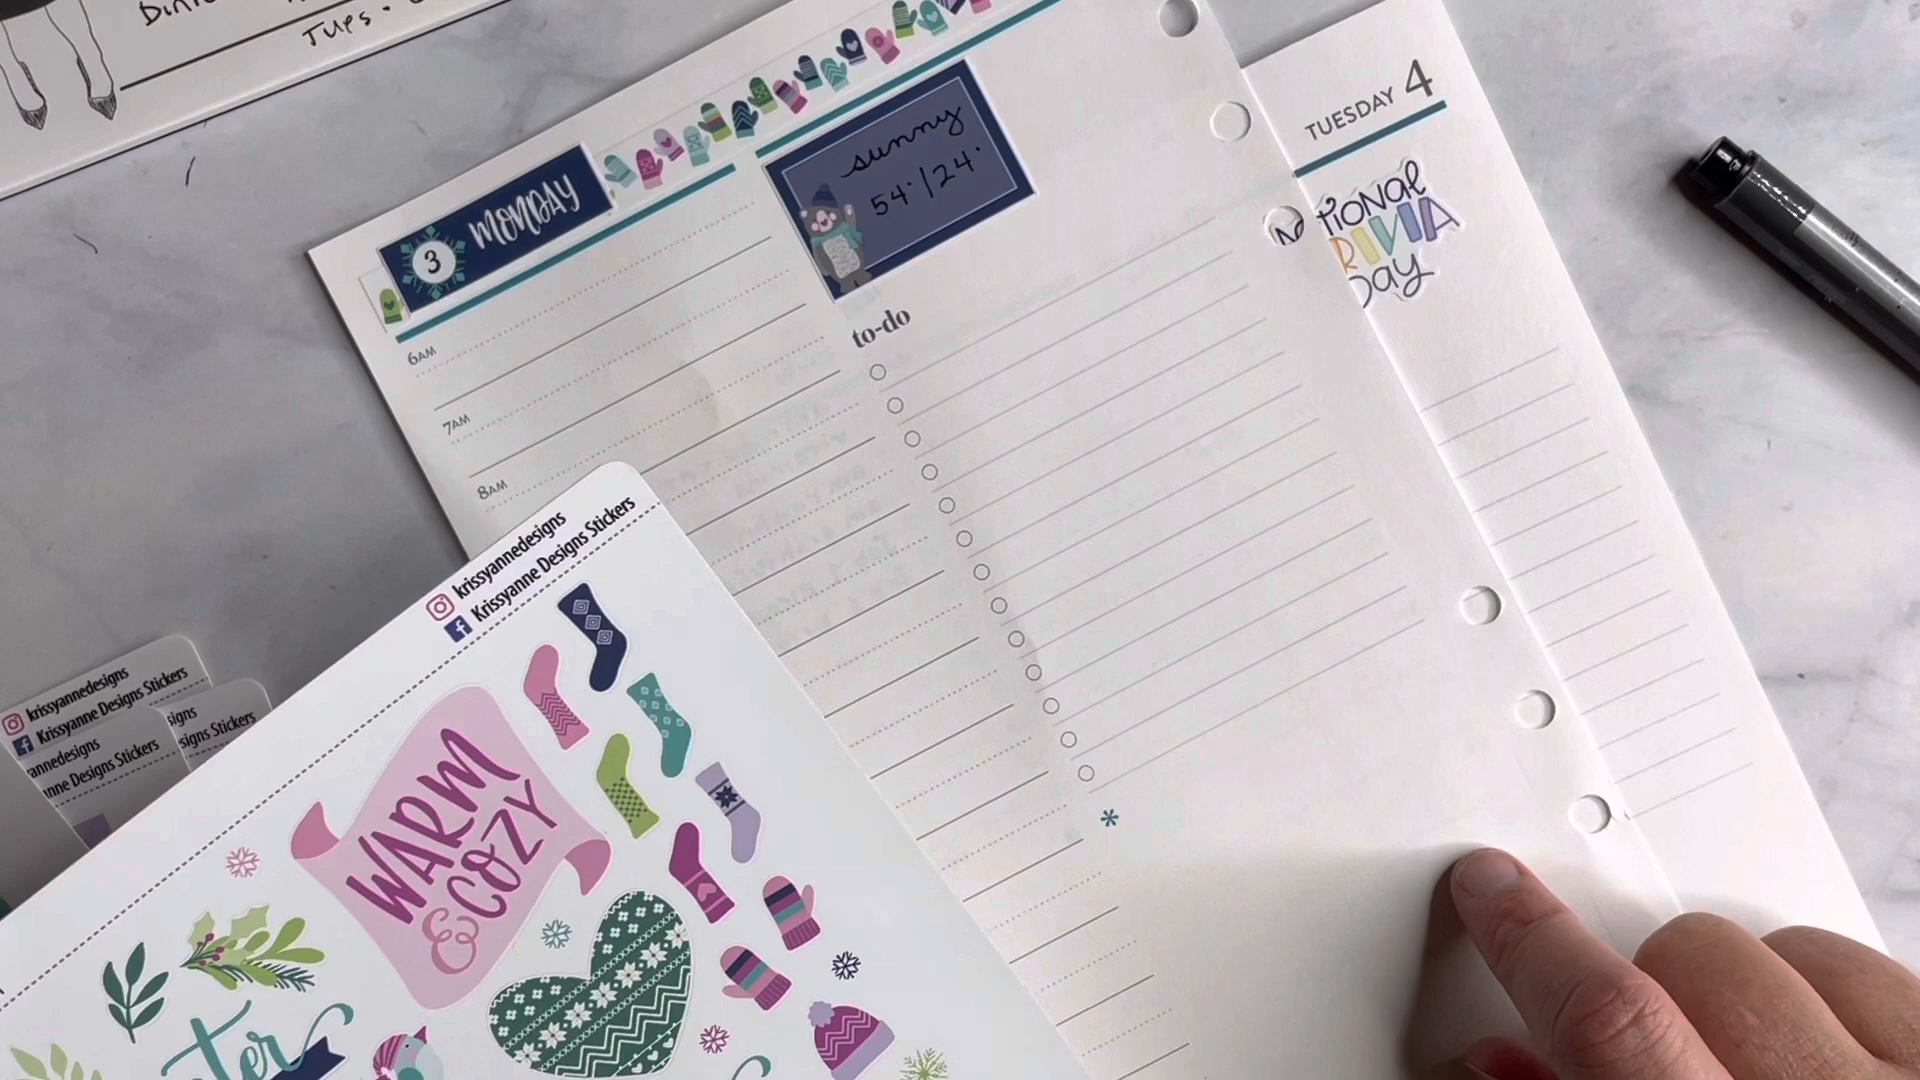 Tups.
3 MONDAY
sunny
54°/24°
TUESDAY 4
TRIVIA
Day
to-do
6AM
7AM
8AM
*
krissyannedesigns
Krissyanne Designs Stickers
krissyannedesigns
Krissyanne Designs Stickers
WARM
& COZY